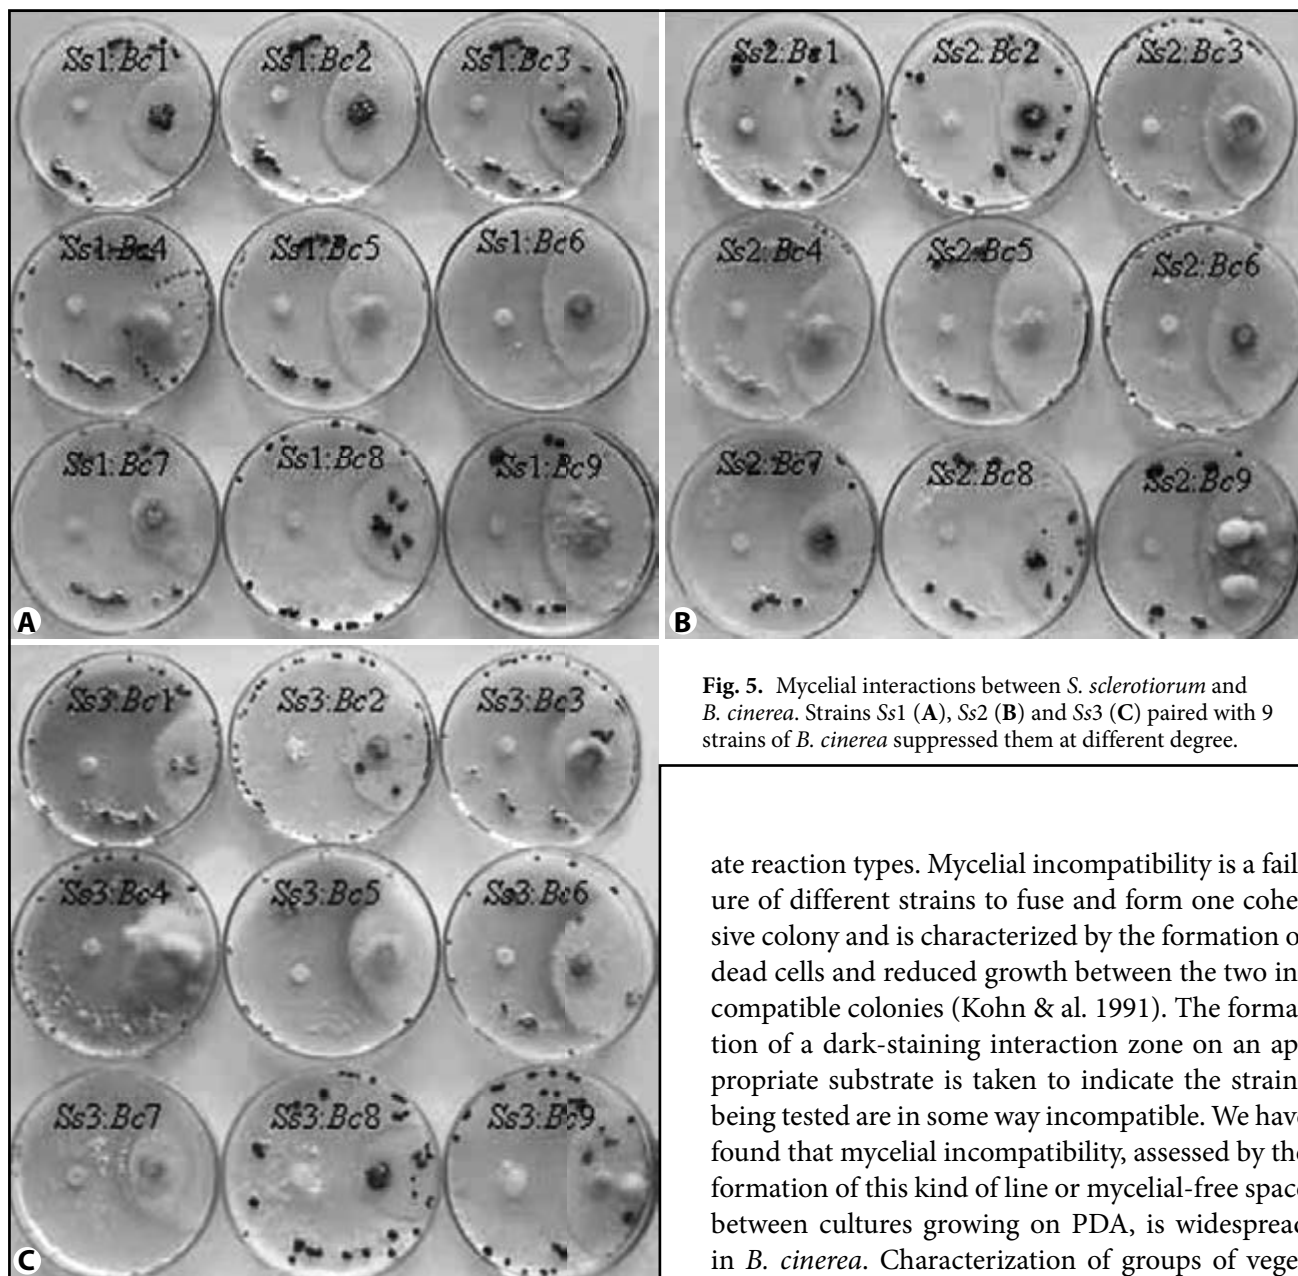 Ss1:Bc1 Ss1:Bc2 Ss1:Bc3
Ss1:Bc4 Ss1:Bc5 Ss1:Bc6
Ss1:Bc7 Ss1:Bc8 Ss1:Bc9
A
Ss2:Bc1 Ss2:Bc2 Ss2:Bc3
Ss2:Bc4 Ss2:Bc5 Ss2:Bc6
Ss2:Bc7 Ss2:Bc8 Ss2:Bc9
B
Ss3:Bc1 Ss3:Bc2 Ss3:Bc3
Ss3:Bc4 Ss3:Bc5 Ss3:Bc6
Ss3:Bc7 Ss3:Bc8 Ss3:Bc9
C
Fig. 5. Mycelial interactions between S. sclerotiorum and
B. cinerea. Strains Ss1 (A), Ss2 (B) and Ss3 (C) paired with 9
strains of B. cinerea suppressed them at different degree.
ate reaction types. Mycelial incompatibility is a fail
ure of different strains to fuse and form one cohe
sive colony and is characterized by the formation o
dead cells and reduced growth between the two in
compatible colonies (Kohn & al. 1991). The forma
tion of a dark-staining interaction zone on an ap
propriate substrate is taken to indicate the strain
being tested are in some way incompatible. We have
found that mycelial incompatibility, assessed by the
formation of this kind of line or mycelial-free space
between cultures growing on PDA, is widespread
in B. cinerea. Characterization of groups of vege